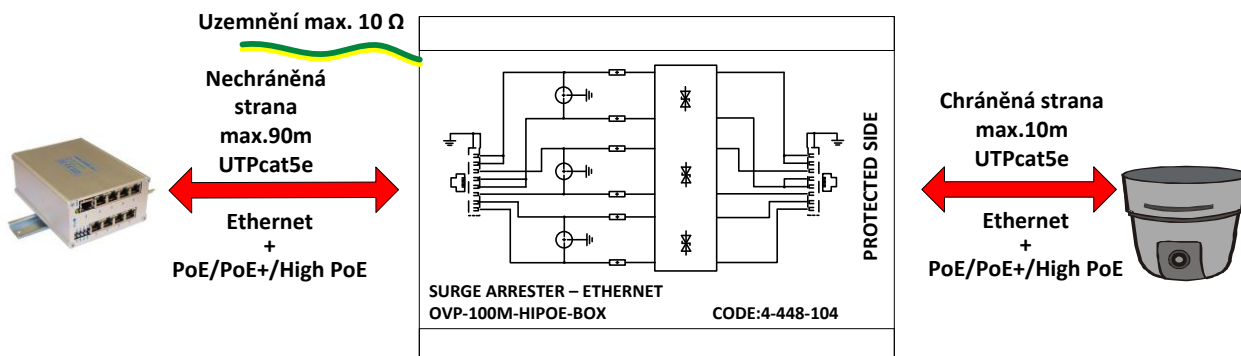 Uzemnění max. 10 Ω
Nechráněná
strana
max.90m
UTPcat5e
Ethernet
+
PoE/PoE+/High PoE
PROTECTED SIDE
SURGE ARRESTER – ETHERNET
OVP-100M-HIPOE-BOX CODE:4-448-104
Chráněná strana
max.10m
UTPcat5e
Ethernet
+
PoE/PoE+/High PoE